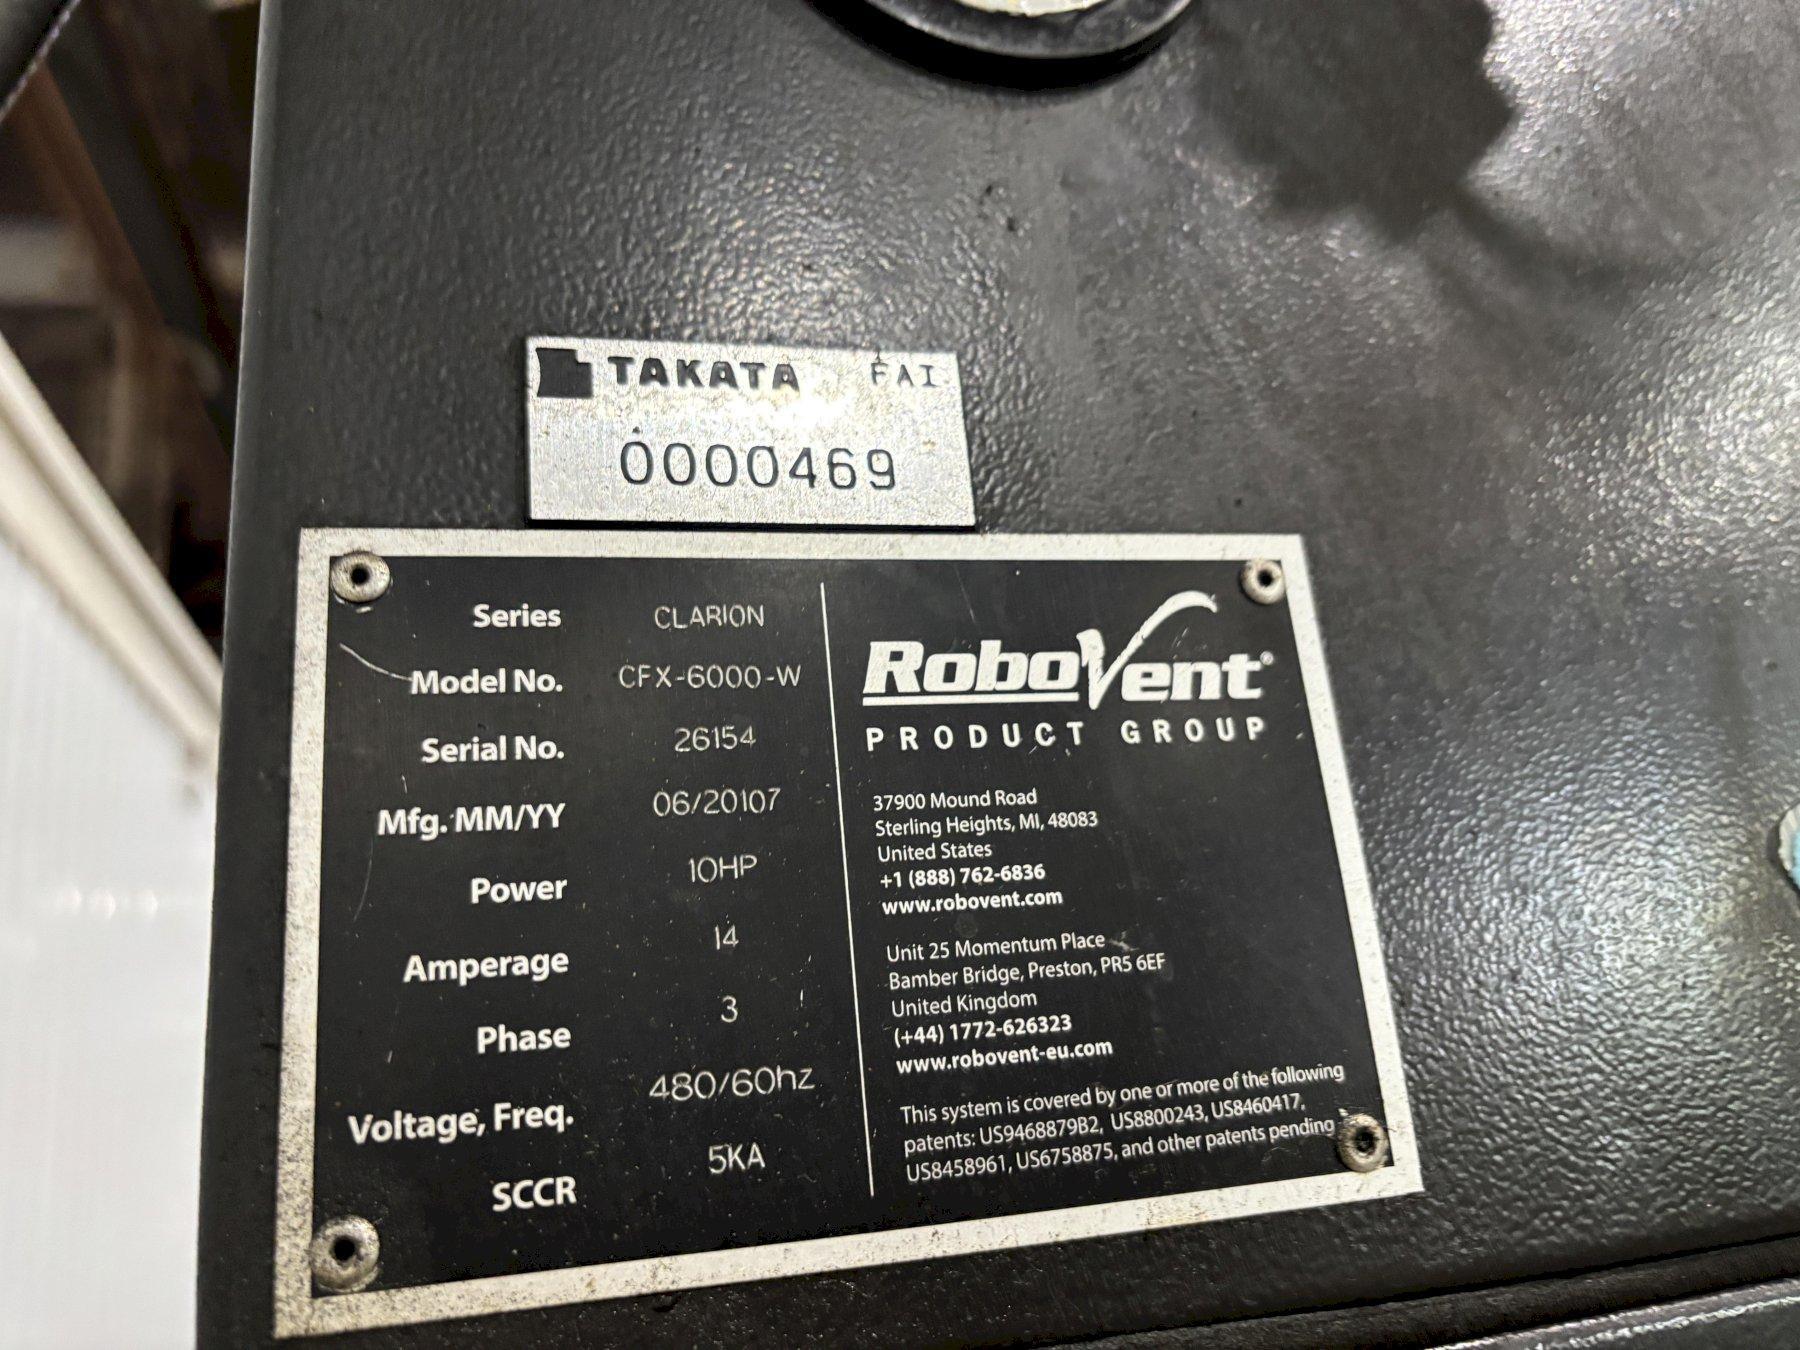 TAKATA FAI
0000469
Series CLARION
Model No. CFX-6000-W
Serial No. 26154
Mfg. MM/YY 06/20107
Power 10HP
Amperage 14
Phase 3
Voltage, Freq. 480/60hz
SCCR 5KA
RoboVent®
PRODUCT GROUP
37900 Mound Road
Sterling Heights, MI, 48083
United States
+1 (888) 762-6836
www.robovent.com
Unit 25 Momentum Place
Bamber Bridge, Preston, PR5 6EF
United Kingdom
(+44) 1772-626323
www.robovent-eu.com
This system is covered by one or more of the following
patents: US9468879B2, US8800243, US8460417,
US8458961, US6758875, and other patents pending